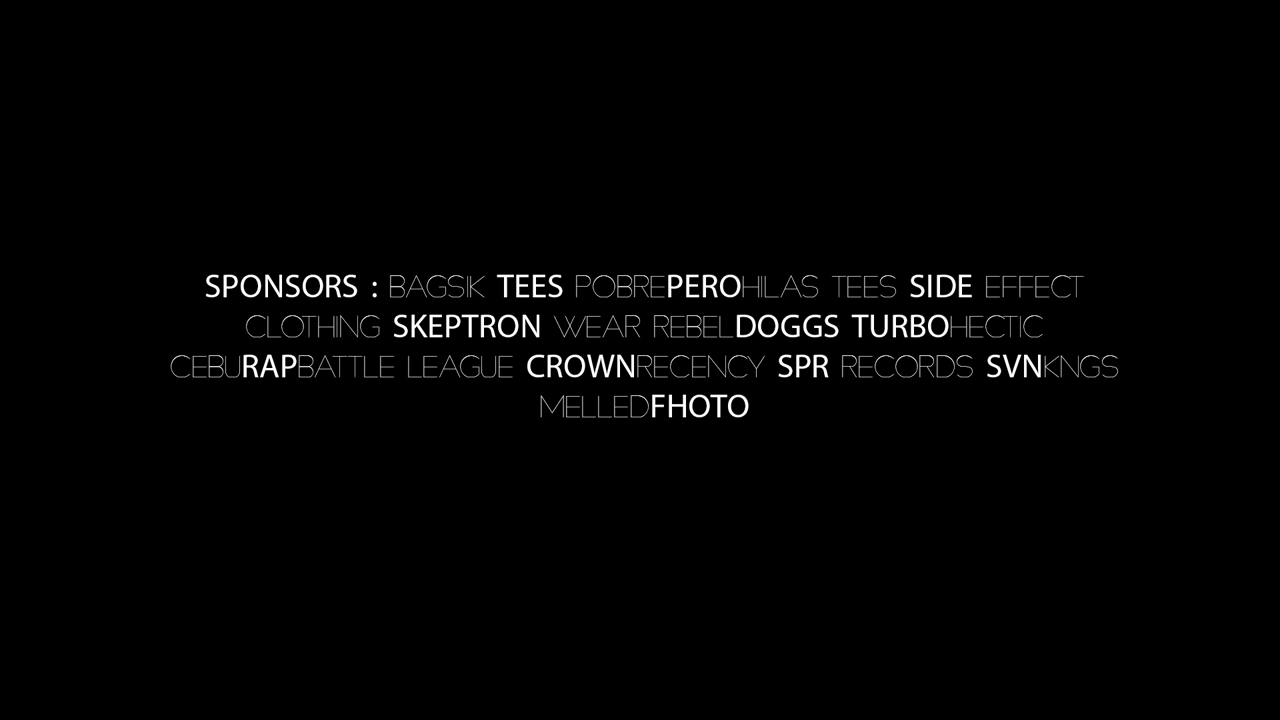 SPONSORS : BAGSIK TEES POBREPEROHILAS TEES SIDE EFFECT
CLOTHING SKEPTRON WEAR REBELDOGGS TURBOHECTIC
CEBURAPBATTLE LEAGUE CROWNRECENCY SPR RECORDS SVNKNGS
MELLEDFHOTO